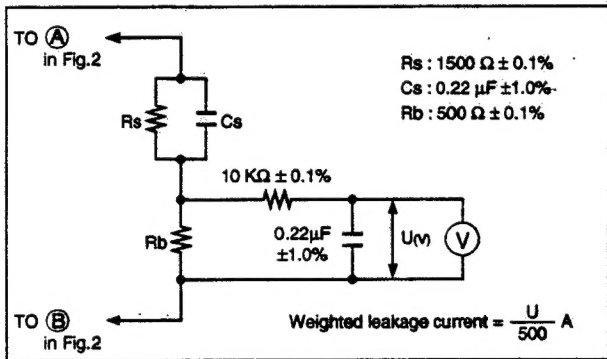 TO Ⓐ
in Fig.2
Rs : 1500 Ω ± 0.1%
Cs : 0.22 μF ±1.0%
Rb : 500 Ω ± 0.1%
Rs
Cs
10 KΩ ± 0.1%
Rb
0.22μF
±1.0%
U(V)
V
TO Ⓑ
in Fig.2
Weighted leakage current = U/500 A